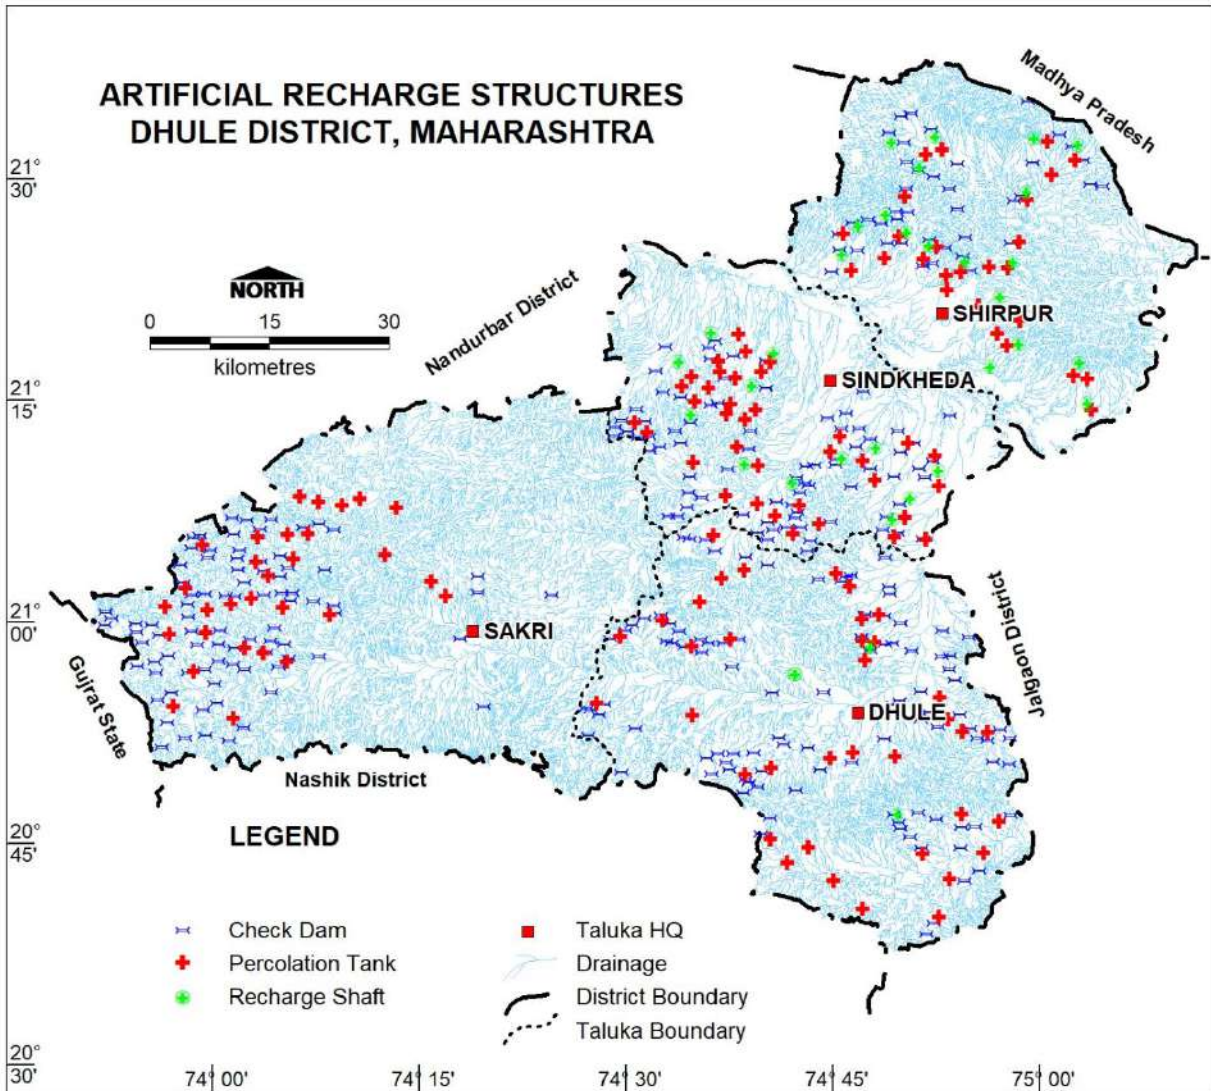 ARTIFICIAL RECHARGE STRUCTURES
DHULE DISTRICT, MAHARASHTRA
Madhya Pradesh
21°
30'
NORTH
0 15 30
kilometres
Nandurbar District
SHIRPUR
SINDKHEDA
21°
15'
21°
00'
SAKRI
Jalgaon District
Gujrat State
DHULE
Nashik District
LEGEND
20°
45'
Check Dam
Percolation Tank
Recharge Shaft
Taluka HQ
Drainage
District Boundary
Taluka Boundary
20°
30'
74° 00' 74° 15' 74° 30' 74° 45' 75° 00'